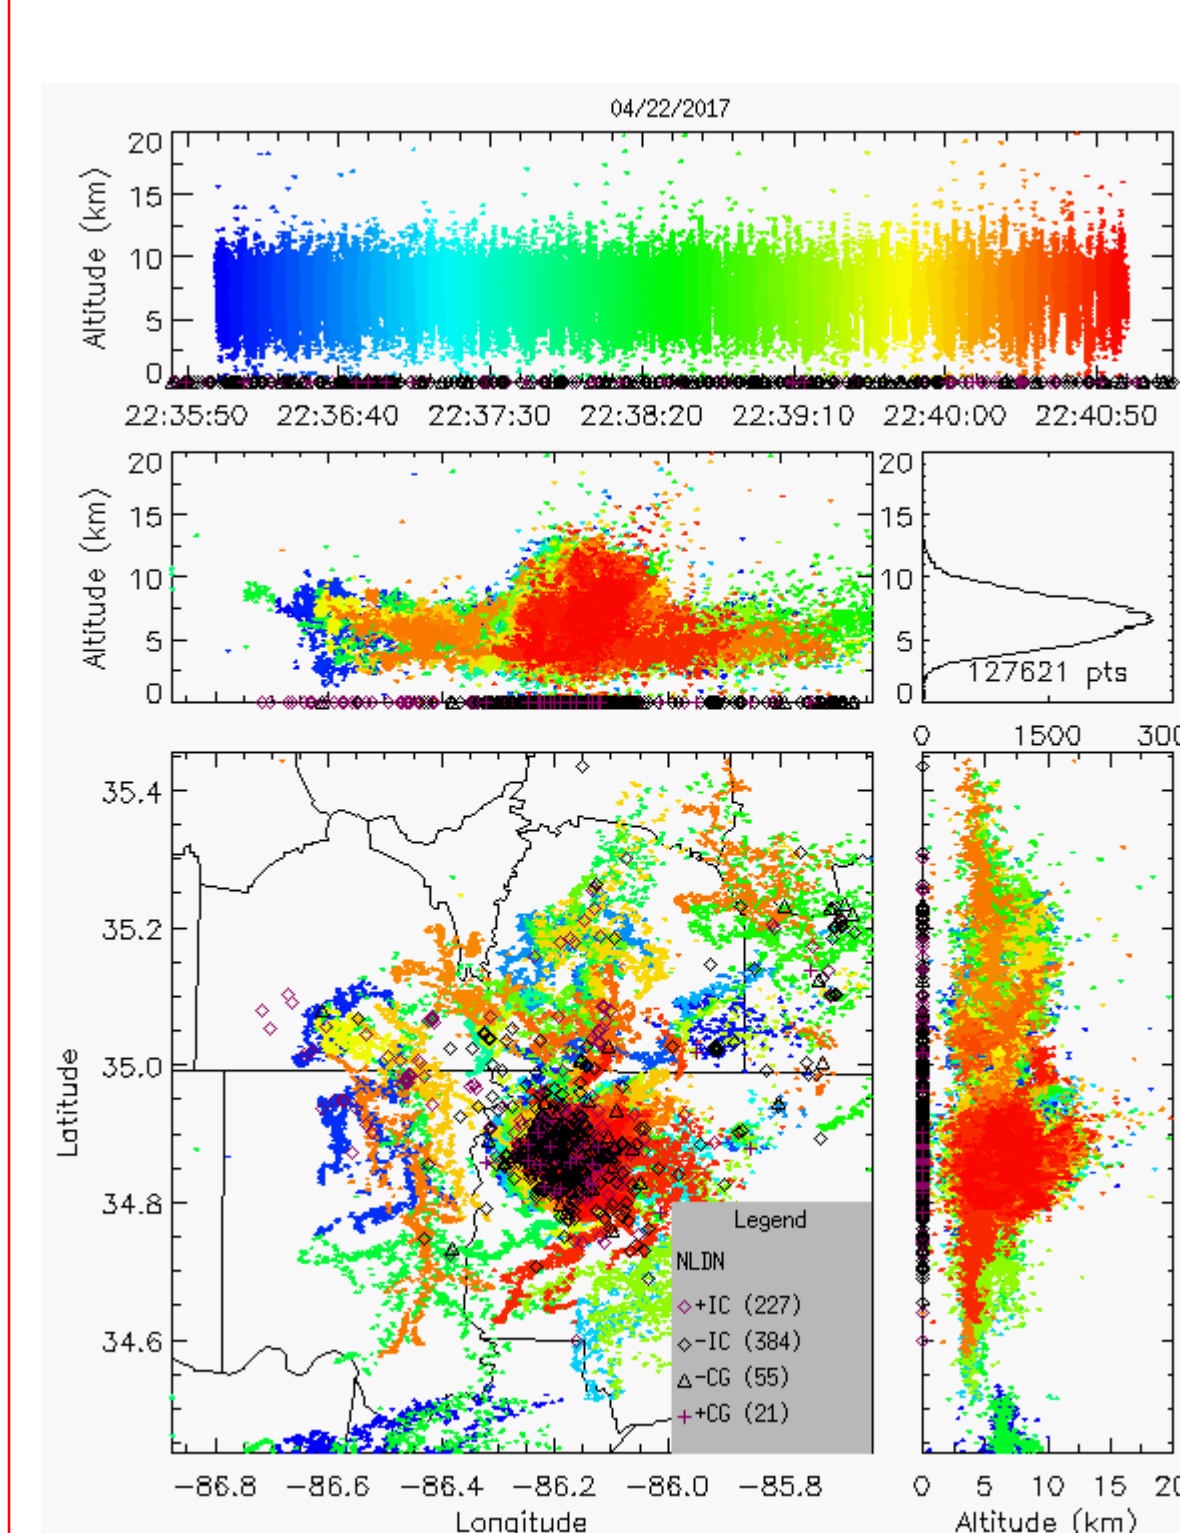 04/22/2017
20
15
10
5
0
Altitude (km)
22:35:50 22:36:40 22:37:30 22:38:20 22:39:10 22:40:00 22:40:50
20
15
10
5
0
Altitude (km)
20
15
10
5
0
127621 pts
0 1500 300
35.4
35.2
35.0
34.8
34.6
Latitude
Legend
NLDN
+IC (227)
-IC (384)
-CG (55)
+CG (21)
-86.8 -86.6 -86.4 -86.2 -86.0 -85.8
Longitude
0 5 10 15 20
Altitude (km)